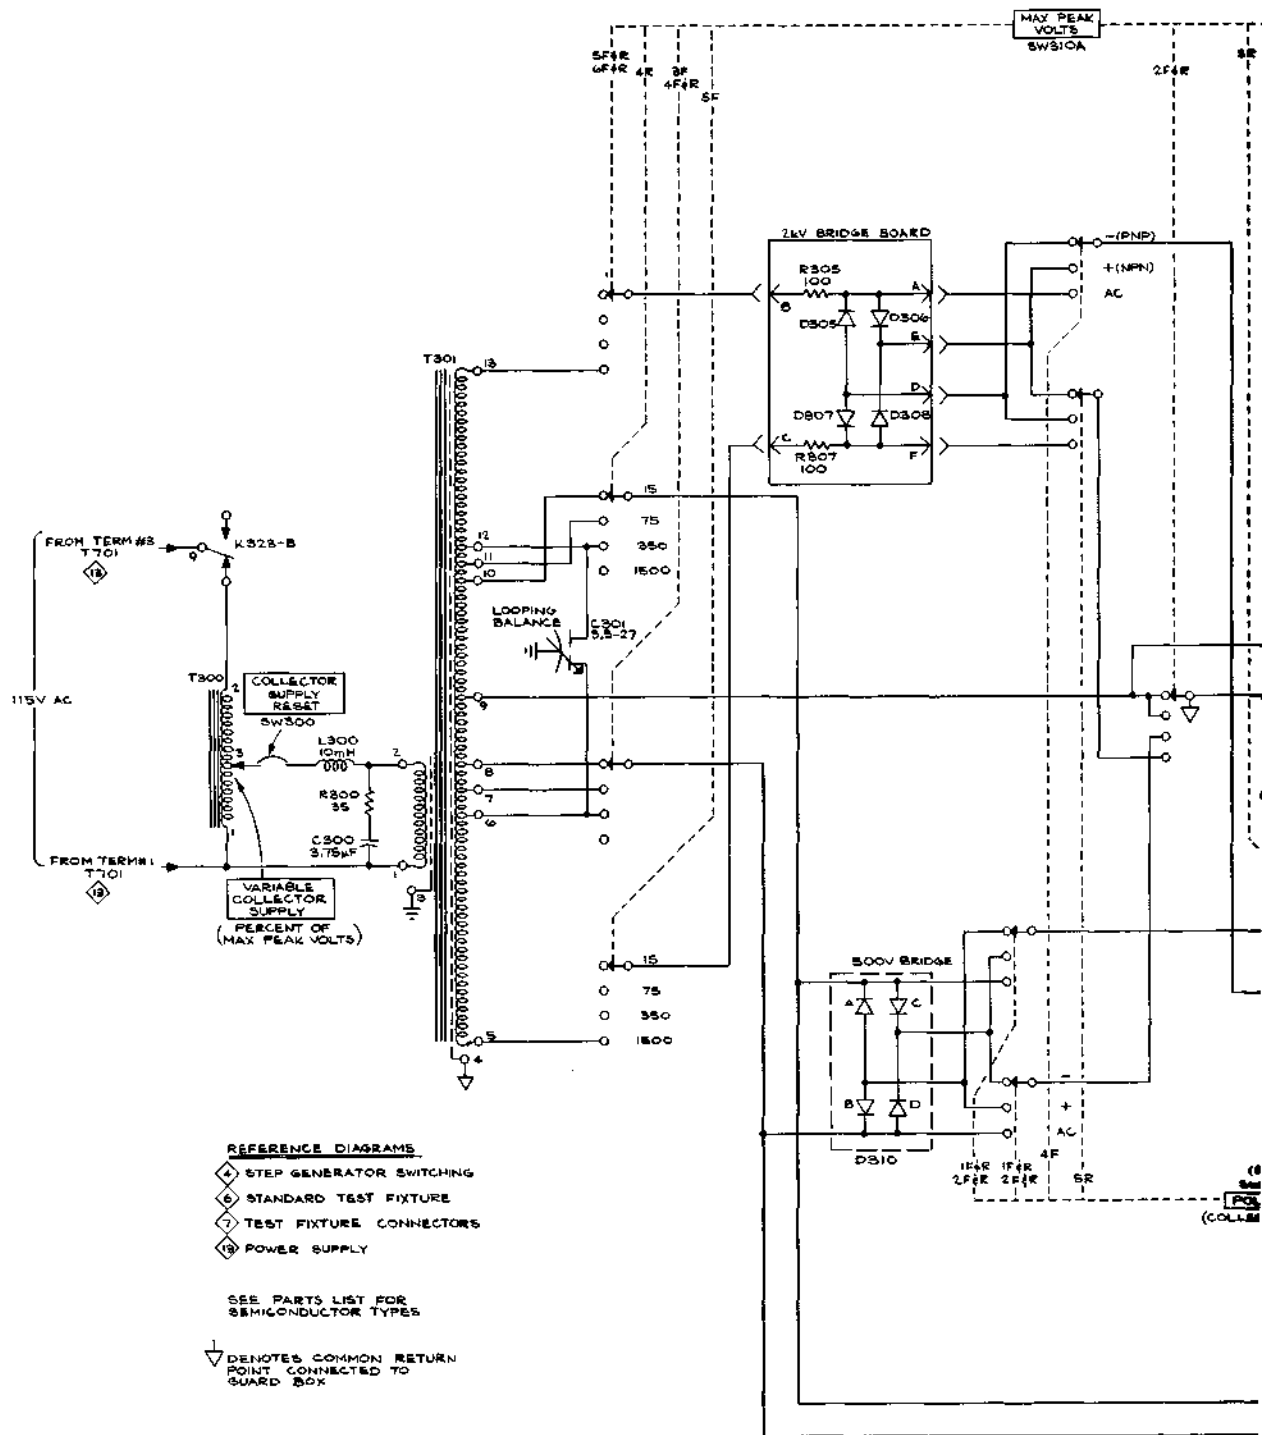 MAX PEAK
VOLTS
SW310A
5F&R
6F&R
4R
3F
4F&R
5F
2F&R
3R
2kV BRIDGE BOARD
R305
100
A
B
D305
D306
E
D
D307
D308
C
R307
100
F
-(PNP)
+(NPN)
AC
T301
13
12
11
10
9
8
7
6
5
4
15
75
350
1500
LOOPING
BALANCE
C301
5.5-27
115V AC
FROM TERM #3
T701
13
9
K323-B
T300
2
3
1
COLLECTOR
SUPPLY
RESET
SW300
L300
10mH
2
R300
35
C300
3.75µF
1
3
FROM TERM#1
T701
13
VARIABLE
COLLECTOR
SUPPLY
(PERCENT OF
MAX PEAK VOLTS)
15
75
350
1500
500V BRIDGE
A
C
B
D
D310
-
+
AC
1F&R
2F&R
1F&R
2F&R
4F
5R
REFERENCE DIAGRAMS
4 STEP GENERATOR SWITCHING
6 STANDARD TEST FIXTURE
7 TEST FIXTURE CONNECTORS
13 POWER SUPPLY
SEE PARTS LIST FOR
SEMICONDUCTOR TYPES
DENOTES COMMON RETURN
POINT CONNECTED TO
GUARD BOX